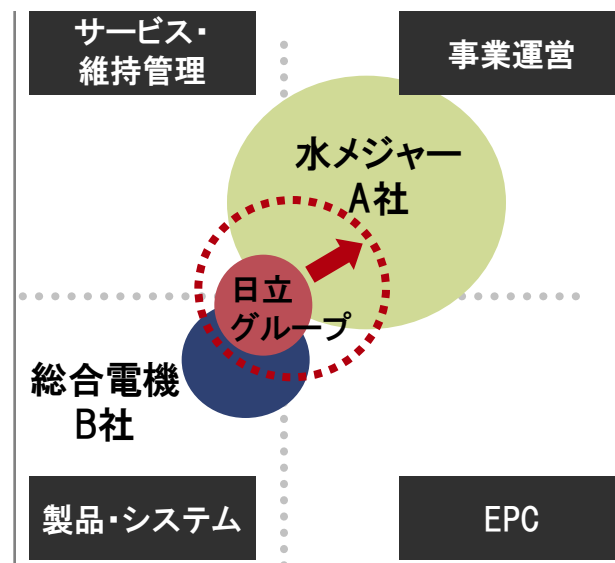 サービス・
維持管理
事業運営
水メジャー
A社
日立
グループ
総合電機
B社
製品・システム
EPC